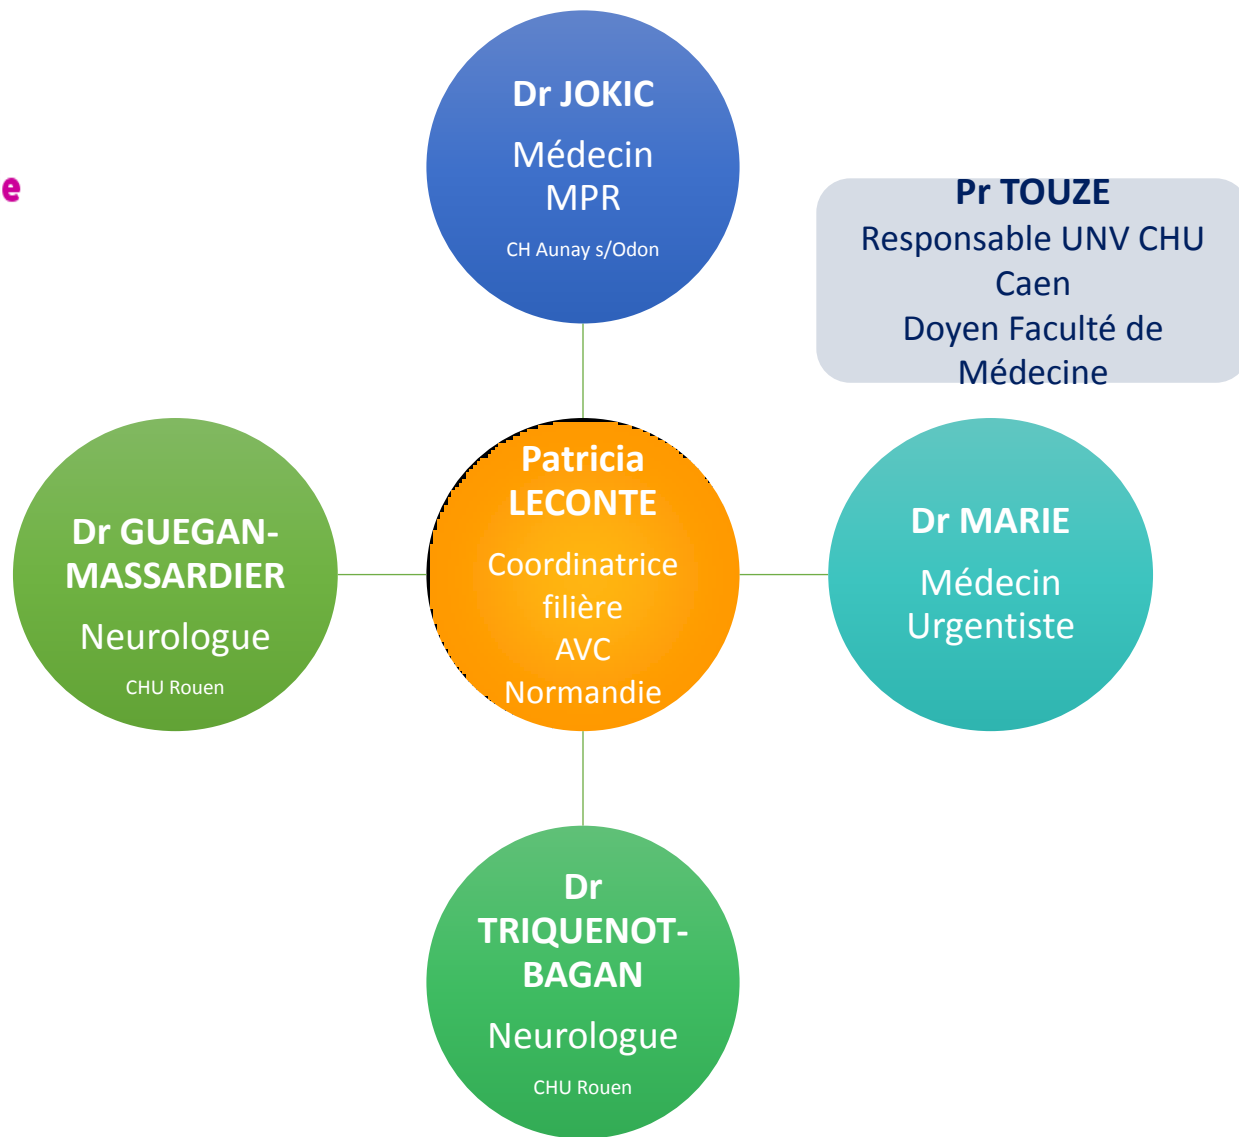 Dr JOKIC
Médecin
MPR
CH Aunay s/Odon
e
Pr TOUZE
Responsable UNV CHU
Caen
Doyen Faculté de
Médecine
Dr GUEGAN-
MASSARDIER
Neurologue
CHU Rouen
Patricia
LECONTE
Coordinatrice
filière
AVC
Normandie
Dr MARIE
Médecin
Urgentiste
Dr
TRIQUENOT-
BAGAN
Neurologue
CHU Rouen